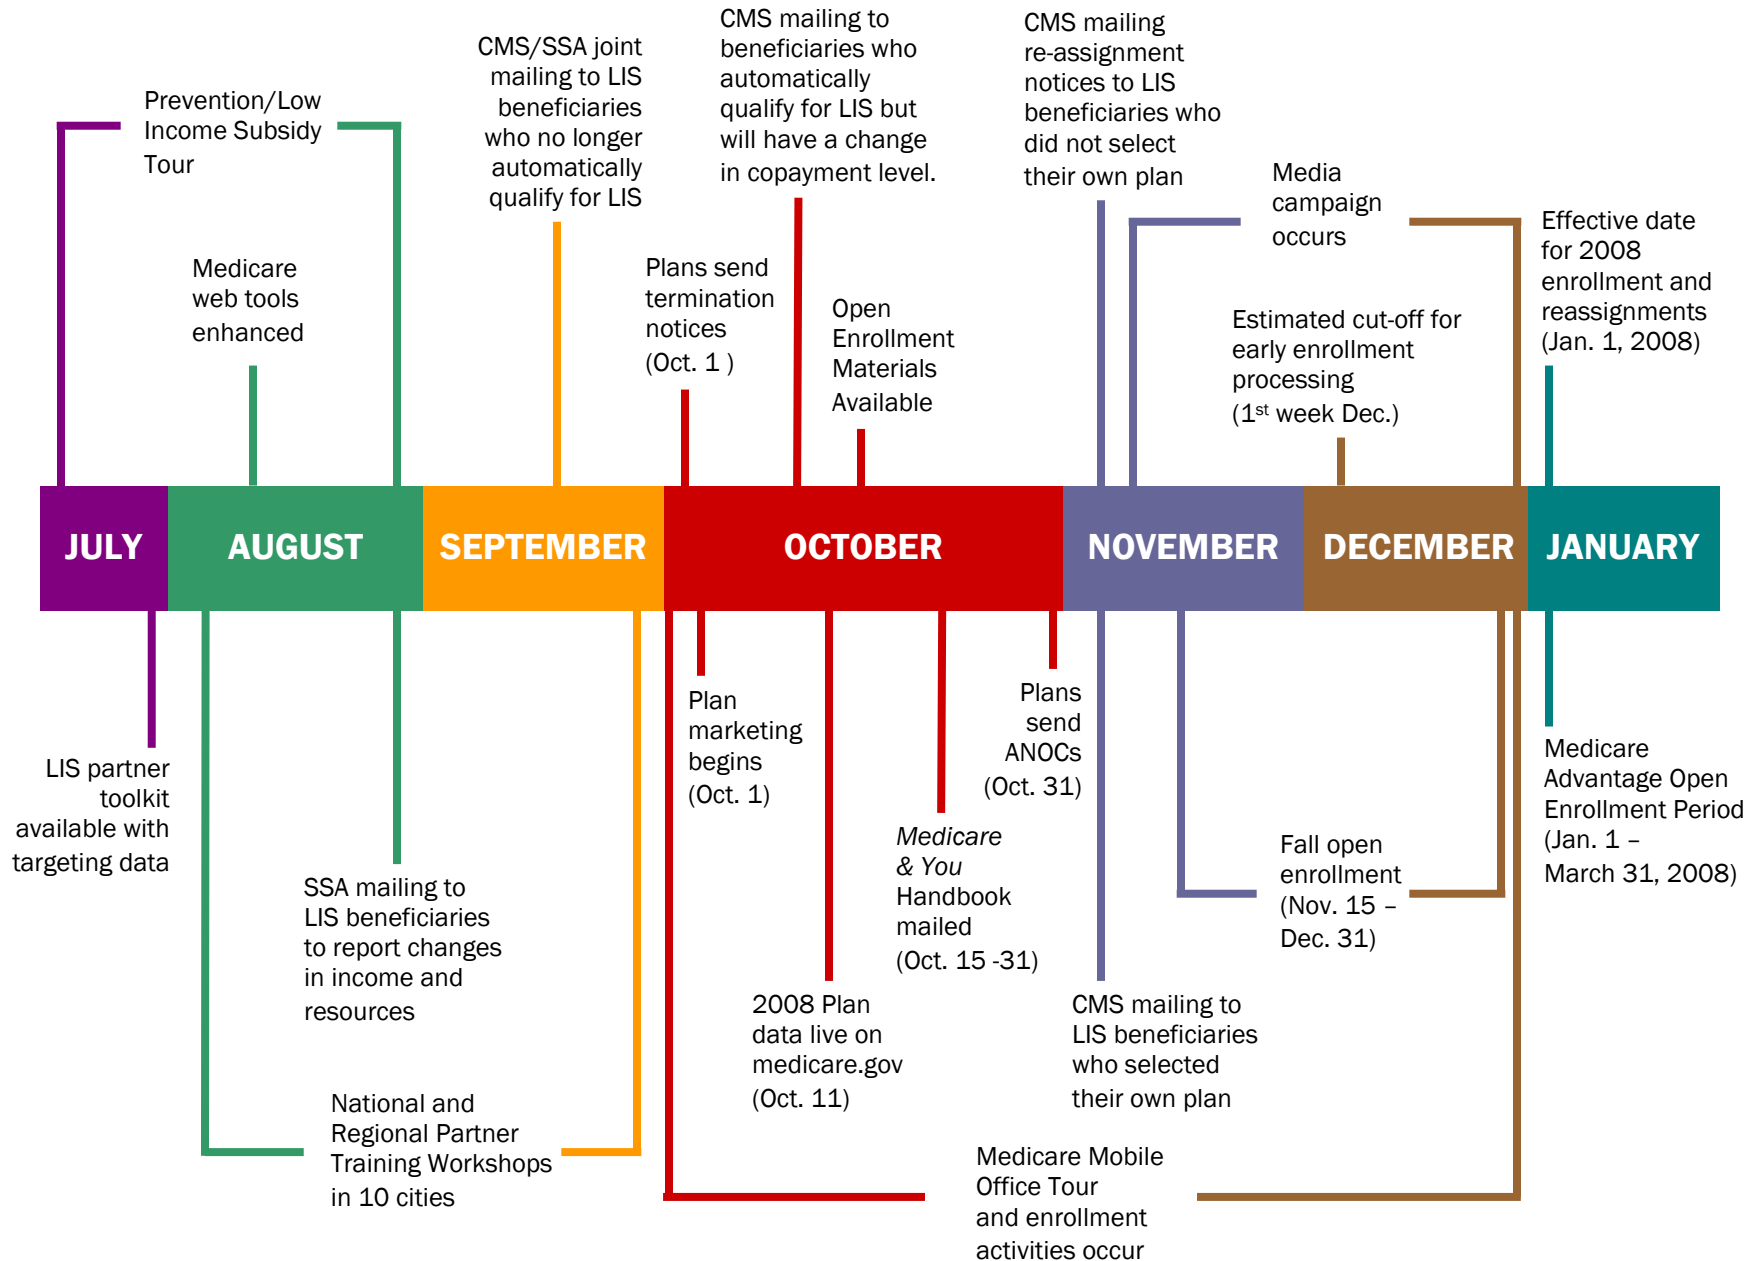 Prevention/Low
Income Subsidy
Tour
Medicare
web tools
enhanced
CMS/SSA joint
mailing to LIS
beneficiaries
who no longer
automatically
qualify for LIS
Plans send
termination
notices
(Oct. 1 )
CMS mailing to
beneficiaries who
automatically
qualify for LIS but
will have a change
in copayment level.
Open
Enrollment
Materials
Available
CMS mailing
re-assignment
notices to LIS
beneficiaries who
did not select
their own plan
Media
campaign
occurs
Estimated cut-off for
early enrollment
processing
(1st week Dec.)
Effective date
for 2008
enrollment and
reassignments
(Jan. 1, 2008)
JULY
AUGUST
SEPTEMBER
OCTOBER
NOVEMBER
DECEMBER
JANUARY
LIS partner
toolkit
available with
targeting data
SSA mailing to
LIS beneficiaries
to report changes
in income and
resources
National and
Regional Partner
Training Workshops
in 10 cities
Plan
marketing
begins
(Oct. 1)
2008 Plan
data live on
medicare.gov
(Oct. 11)
Medicare
& You
Handbook
mailed
(Oct. 15 -31)
Plans
send
ANOCs
(Oct. 31)
CMS mailing to
LIS beneficiaries
who selected
their own plan
Medicare Mobile
Office Tour
and enrollment
activities occur
Fall open
enrollment
(Nov. 15 –
Dec. 31)
Medicare
Advantage Open
Enrollment Period
(Jan. 1 –
March 31, 2008)